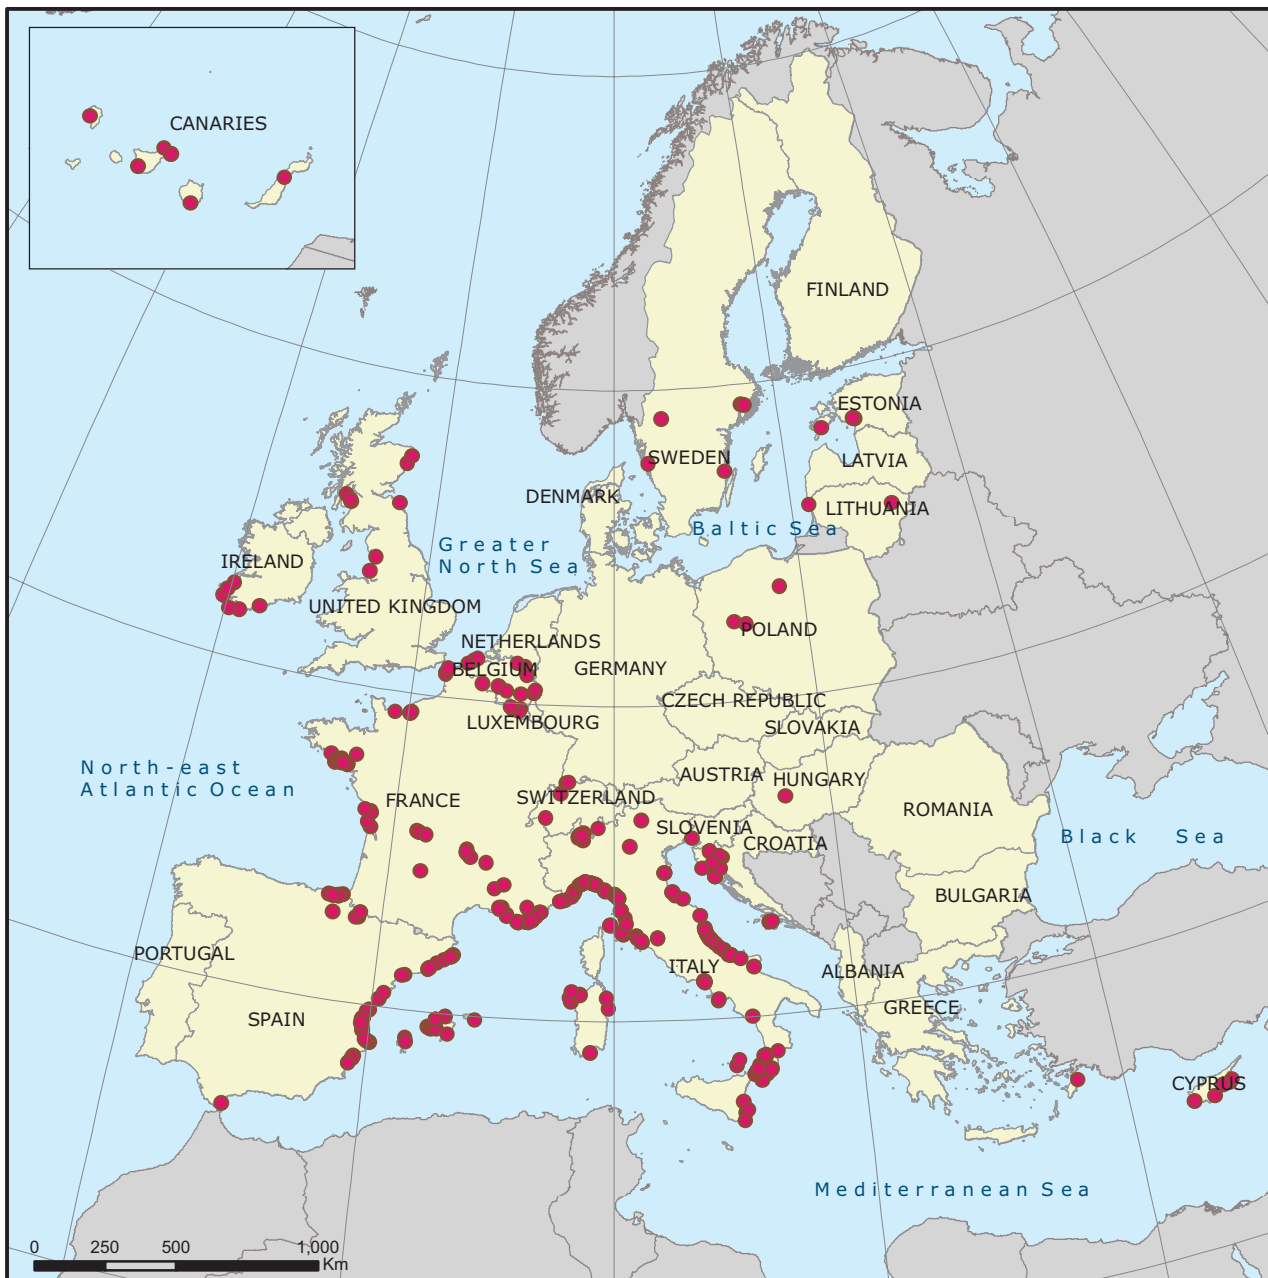 CANARIES
FINLAND
ESTONIA
SWEDEN
LATVIA
DENMARK
LITHUANIA
Baltic Sea
Greater
North Sea
IRELAND
UNITED KINGDOM
POLAND
NETHERLANDS
BELGIUM
GERMANY
CZECH REPUBLIC
LUXEMBOURG
SLOVAKIA
North-east
Atlantic Ocean
AUSTRIA
HUNGARY
FRANCE
SWITZERLAND
ROMANIA
SLOVENIA
CROATIA
Black Sea
BULGARIA
PORTUGAL
ITALY
ALBANIA
SPAIN
GREECE
CYPRUS
Mediterranean Sea
0 250 500 1,000
Km